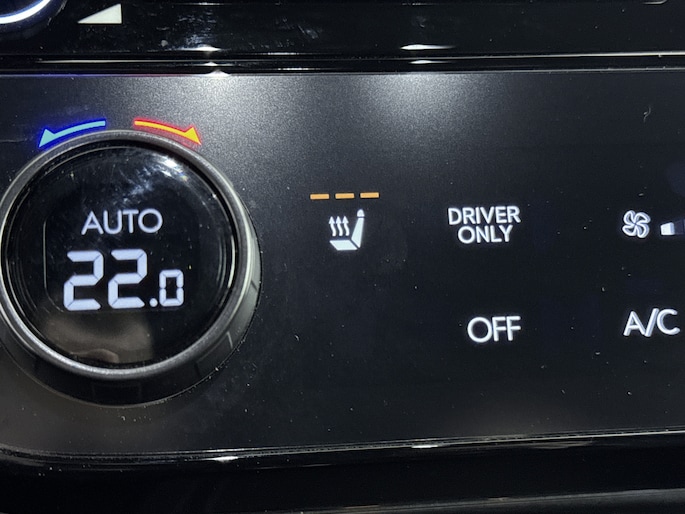 AUTO
22.0
DRIVER
ONLY
OFF
A/C